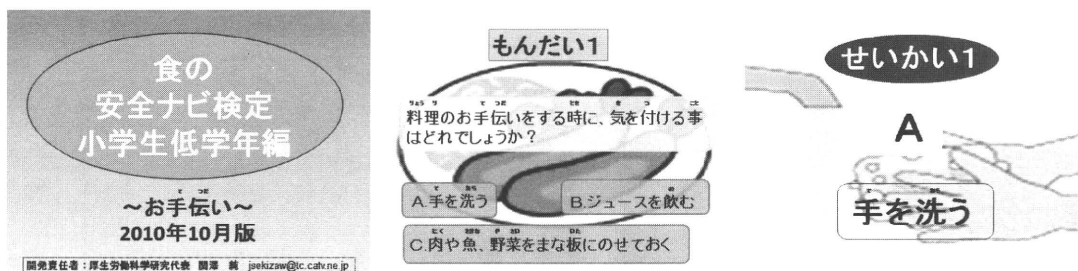 食の
安全ナビ検定
小学生低学年編
～お手伝い～
2010年10月版
開発責任者：厚生労働科学研究代表 関澤 純 jsekizaw@tc.catv.ne.jp
もんだい1
料理のお手伝いをする時に、気を付ける事
はどれでしょうか？
A.手を洗う
B.ジュースを飲む
C.肉や魚、野菜をまな板にのせておく
せいかい1
A
手を洗う